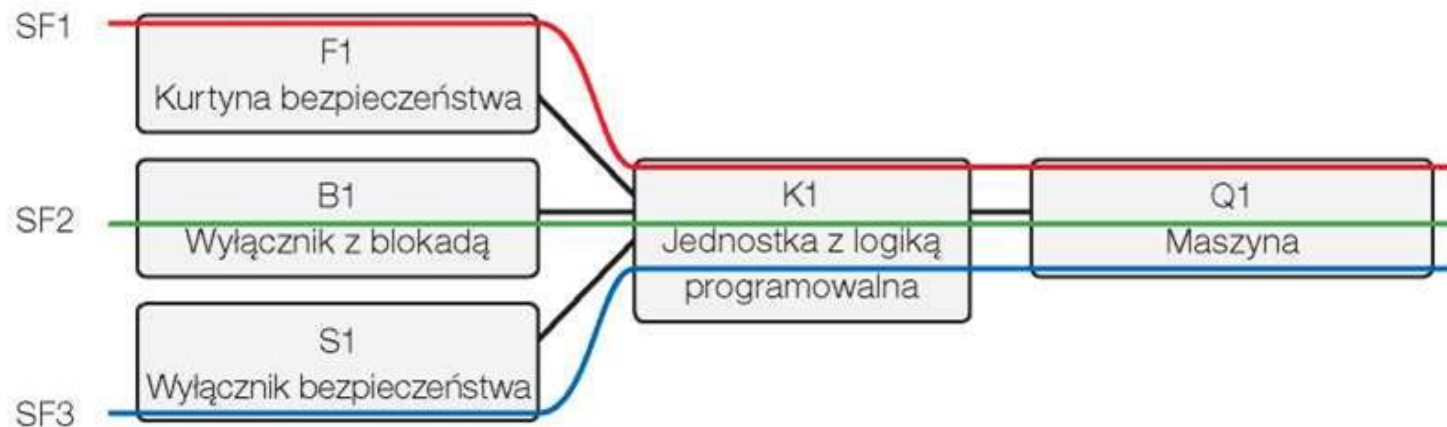 SF1
F1
Kurtyna bezpieczeństwa
SF2
B1
Wyłącznik z blokadą
K1
Jednostka z logiką
programowalna
Q1
Maszyna
S1
Wyłącznik bezpieczeństwa
SF3